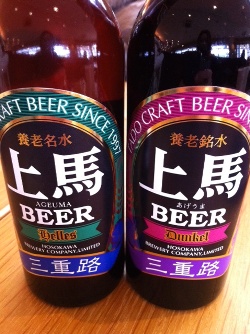 CRAFT BEER SINCE 1997
養老名水
上馬
AGEUMA
BEER
Helles
HOSOKAWA
BREWERY COMPANY,LIMITED
三重路
CRAFT BEER
養老銘水
上馬
あげうま
BEER
Dunkel
HOSOKAWA
BREWERY COMPANY,LIMITED
三重路